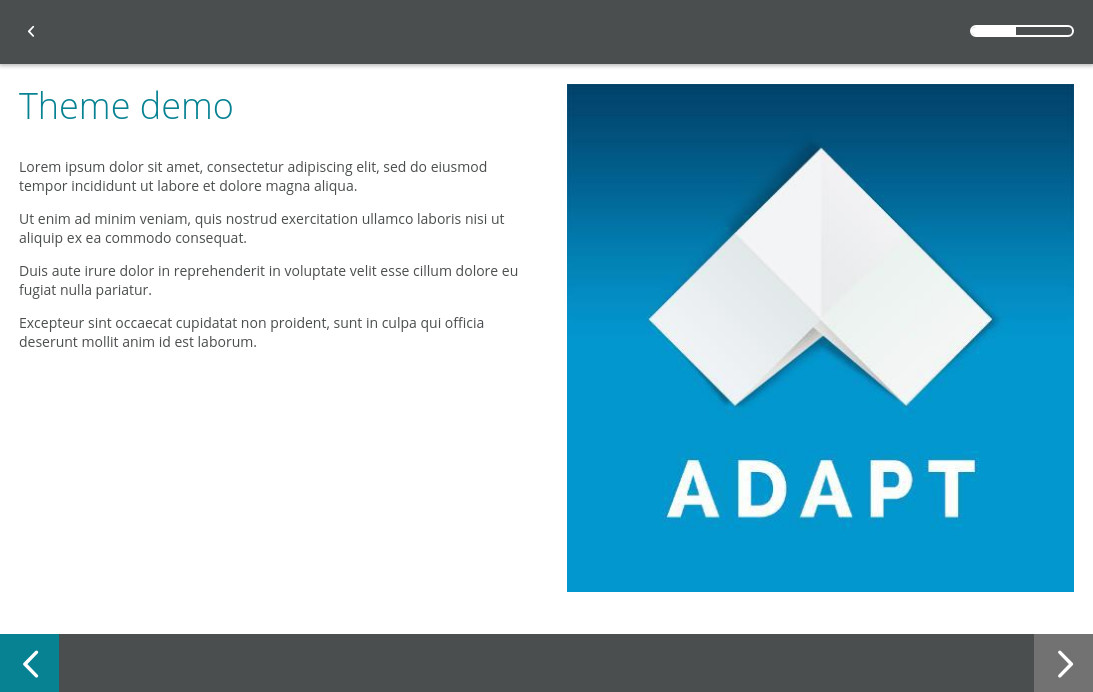 Theme demo
Lorem ipsum dolor sit amet, consectetur adipiscing elit, sed do eiusmod
tempor incididunt ut labore et dolore magna aliqua.
Ut enim ad minim veniam, quis nostrud exercitation ullamco laboris nisi ut
aliquip ex ea commodo consequat.
Duis aute irure dolor in reprehenderit in voluptate velit esse cillum dolore eu
fugiat nulla pariatur.
Excepteur sint occaecat cupidatat non proident, sunt in culpa qui officia
deserunt mollit anim id est laborum.
ADAPT